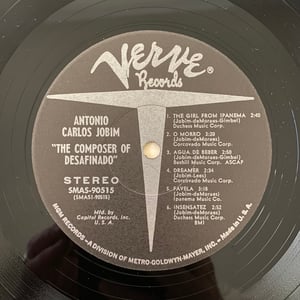 Verve®
Records
ANTONIO
CARLOS JOBIM
"THE COMPOSER OF
DESAFINADO"
STEREO
SMAS-90515
(SMAS1-90515)
Mfd. by
Capitol Records, Inc.
U. S. A.
1. THE GIRL FROM IPANEMA 2:40
(Jobim-deMoraes-Gimbel)
Duchess Music Corp.
2. O MORRO 3:20
(Jobim-deMoraes)
Corcovado Music Corp.
3. AGUA DE BEBER 2:50
(Jobim-deMoraes-Gimbel)
ASCAP
4. DREAMER 2:34
(Jobim-Lees)
Corcovado Music Corp.
5. FAVELA 3:18
(Jobim-deMoraes)
Ipanema Music Co.
6. INSENSATEZ 2:52
(Jobim-deMoraes)
Duchess Music Corp.
BMI
MGM RECORDS - A DIVISION OF METRO-GOLDWYN-MAYER, INC. - Made in U.S.A.